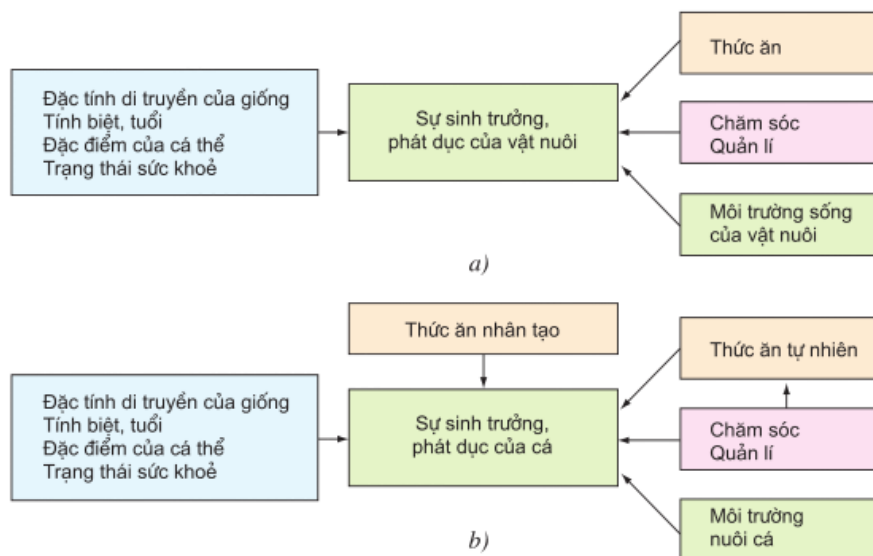 Đặc tính di truyền của giống
Tính biệt, tuổi
Đặc điểm của cá thể
Trạng thái sức khoẻ
Sự sinh trưởng,
phát dục của vật nuôi
Thức ăn
Chăm sóc
Quản lí
Môi trường sống
của vật nuôi
a)
Thức ăn nhân tạo
Đặc tính di truyền của giống
Tính biệt, tuổi
Đặc điểm của cá thể
Trạng thái sức khoẻ
Sự sinh trưởng,
phát dục của cá
Thức ăn tự nhiên
Chăm sóc
Quản lí
Môi trường
nuôi cá
b)